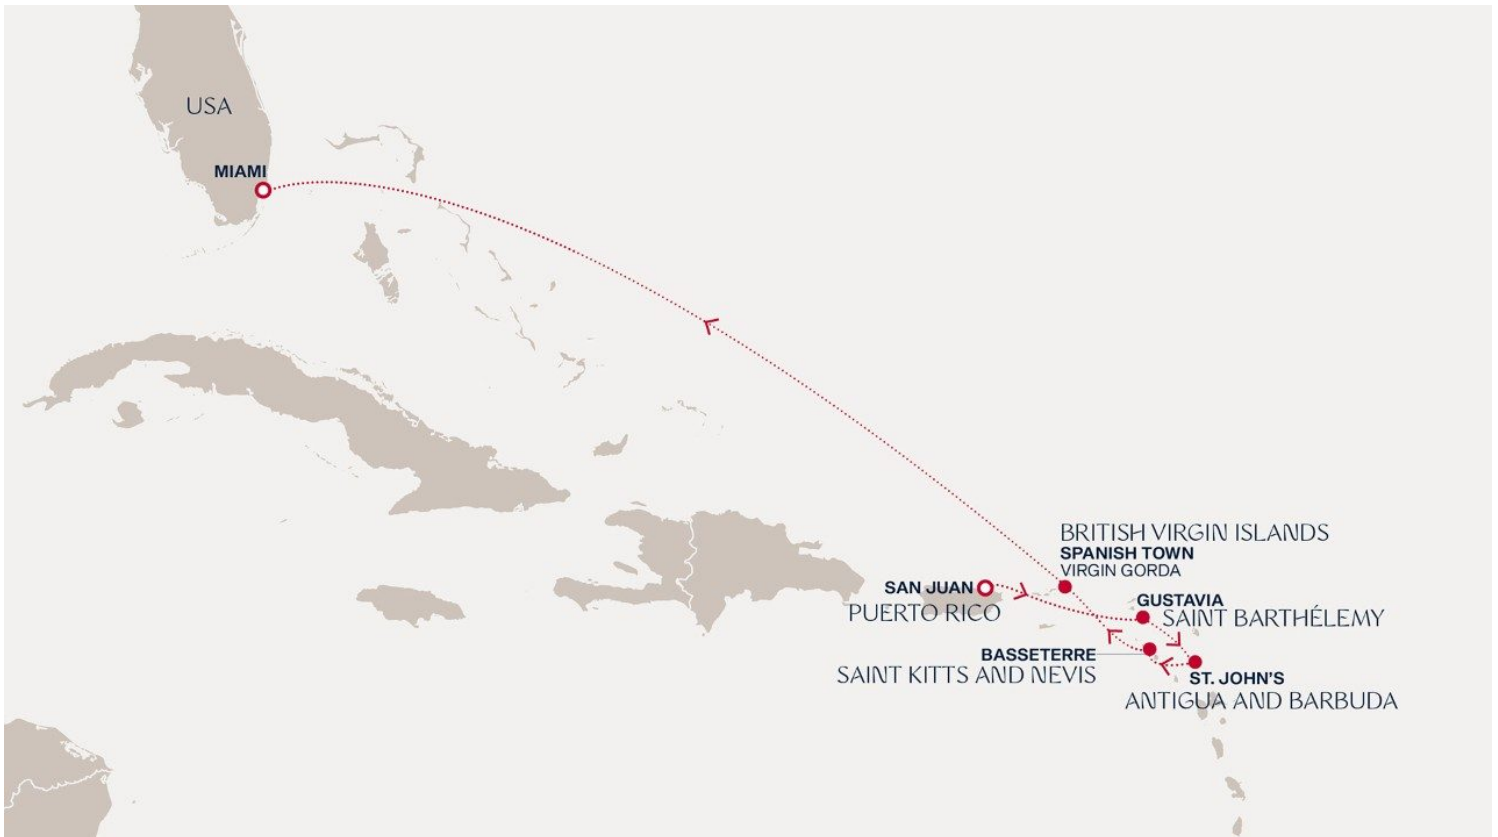 USA
MIAMI
BRITISH VIRGIN ISLANDS
SPANISH TOWN
VIRGIN GORDA
SAN JUAN
PUERTO RICO
GUSTAVIA
SAINT BARTHÉLEMY
BASSETERRE
SAINT KITTS AND NEVIS
ST. JOHN'S
ANTIGUA AND BARBUDA